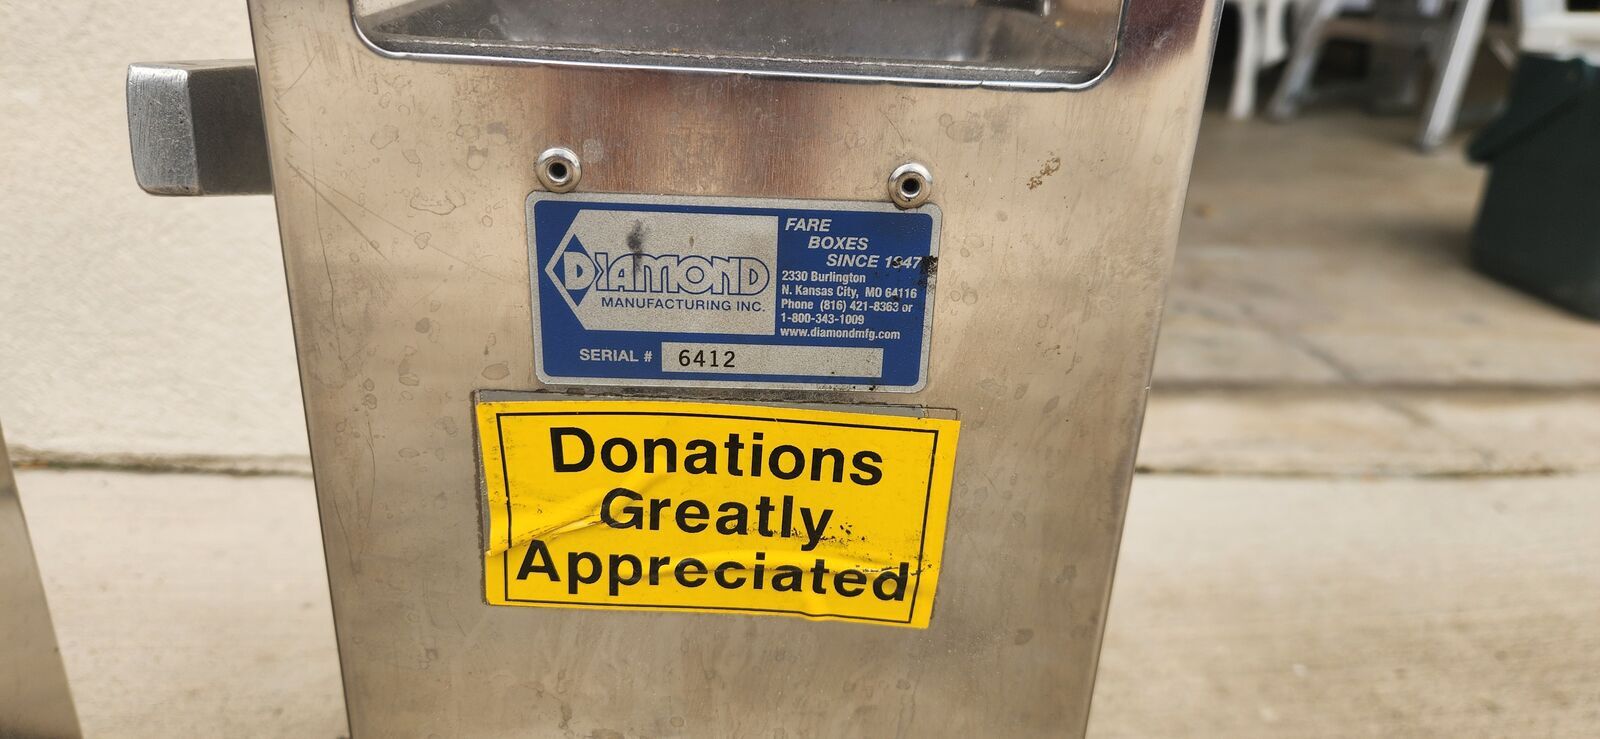 DIAMOND
MANUFACTURING INC.
FARE
BOXES
SINCE 1947
2330 Burlington
N. Kansas City, MO 64116
Phone (816) 421-8363 or
1-800-343-1009
www.diamondmfg.com
SERIAL # 6412
Donations
Greatly
Appreciated